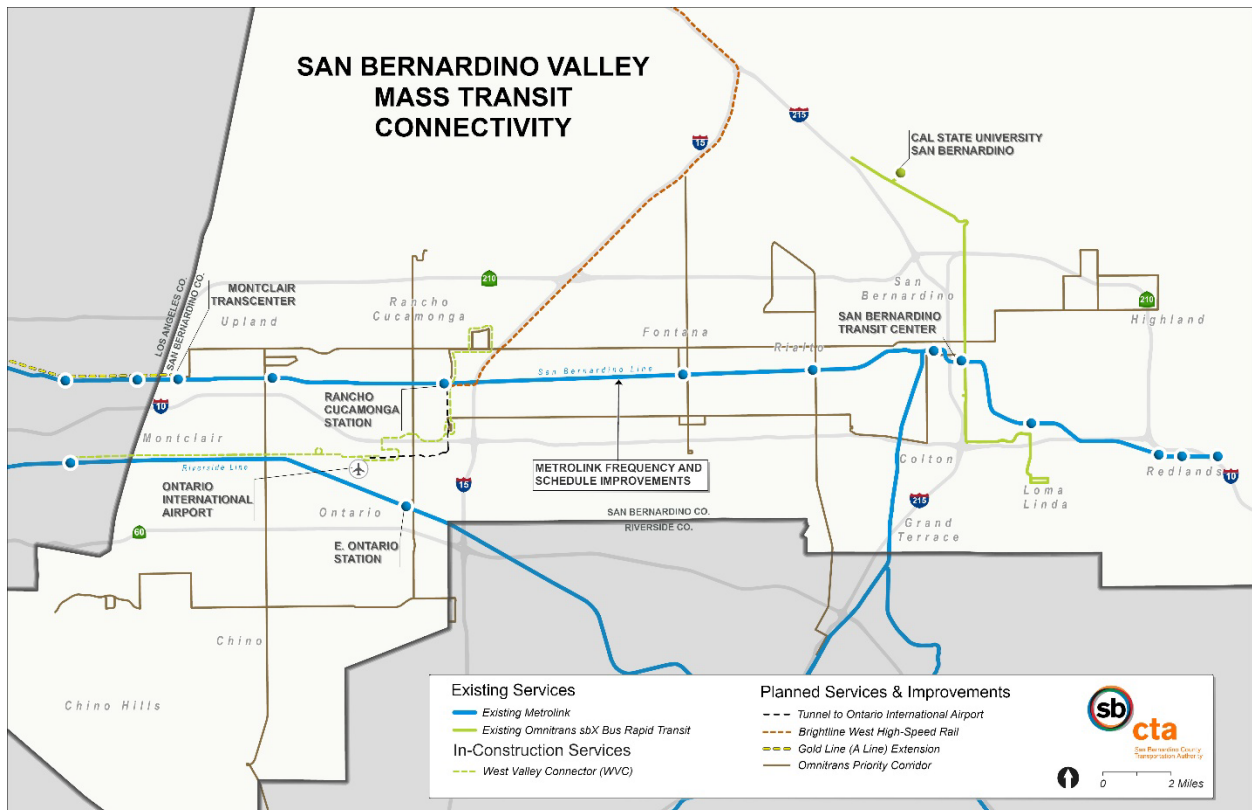 SAN BERNARDINO VALLEY
MASS TRANSIT
CONNECTIVITY
215
15
CAL STATE UNIVERSITY
SAN BERNARDINO
LOS ANGELES CO.
SAN BERNARDINO CO.
MONTCLAIR
TRANSCENTER
Upland
210
Rancho
Cucamonga
San
Bernardino
SAN BERNARDINO
TRANSIT CENTER
210
Highland
Fontana
Rialto
San Bernardino Line
10
RANCHO
CUCAMONGA
STATION
Montclair
Riverside Line
METROLINK FREQUENCY AND
SCHEDULE IMPROVEMENTS
Colton
Redlands
10
ONTARIO
INTERNATIONAL
AIRPORT
15
Loma
Linda
215
Ontario
SAN BERNARDINO CO.
RIVERSIDE CO.
Grand
Terrace
60
E. ONTARIO
STATION
Chino
Chino Hills
Existing Services
Existing Metrolink
Existing Omnitrans sbX Bus Rapid Transit
In-Construction Services
West Valley Connector (WVC)
Planned Services & Improvements
Tunnel to Ontario International Airport
Brightline West High-Speed Rail
Gold Line (A Line) Extension
Omnitrans Priority Corridor
sb
cta
San Bernardino County
Transportation Authority
0 2 Miles